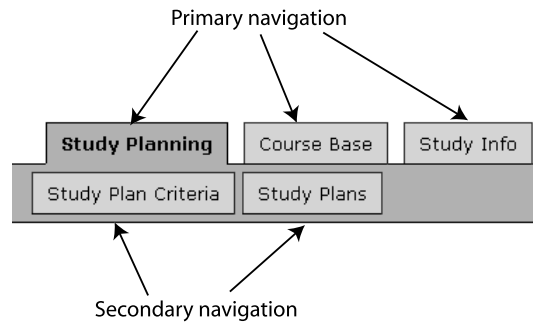 Primary navigation
Study Planning Course Base Study Info
Study Plan Criteria Study Plans
Secondary navigation